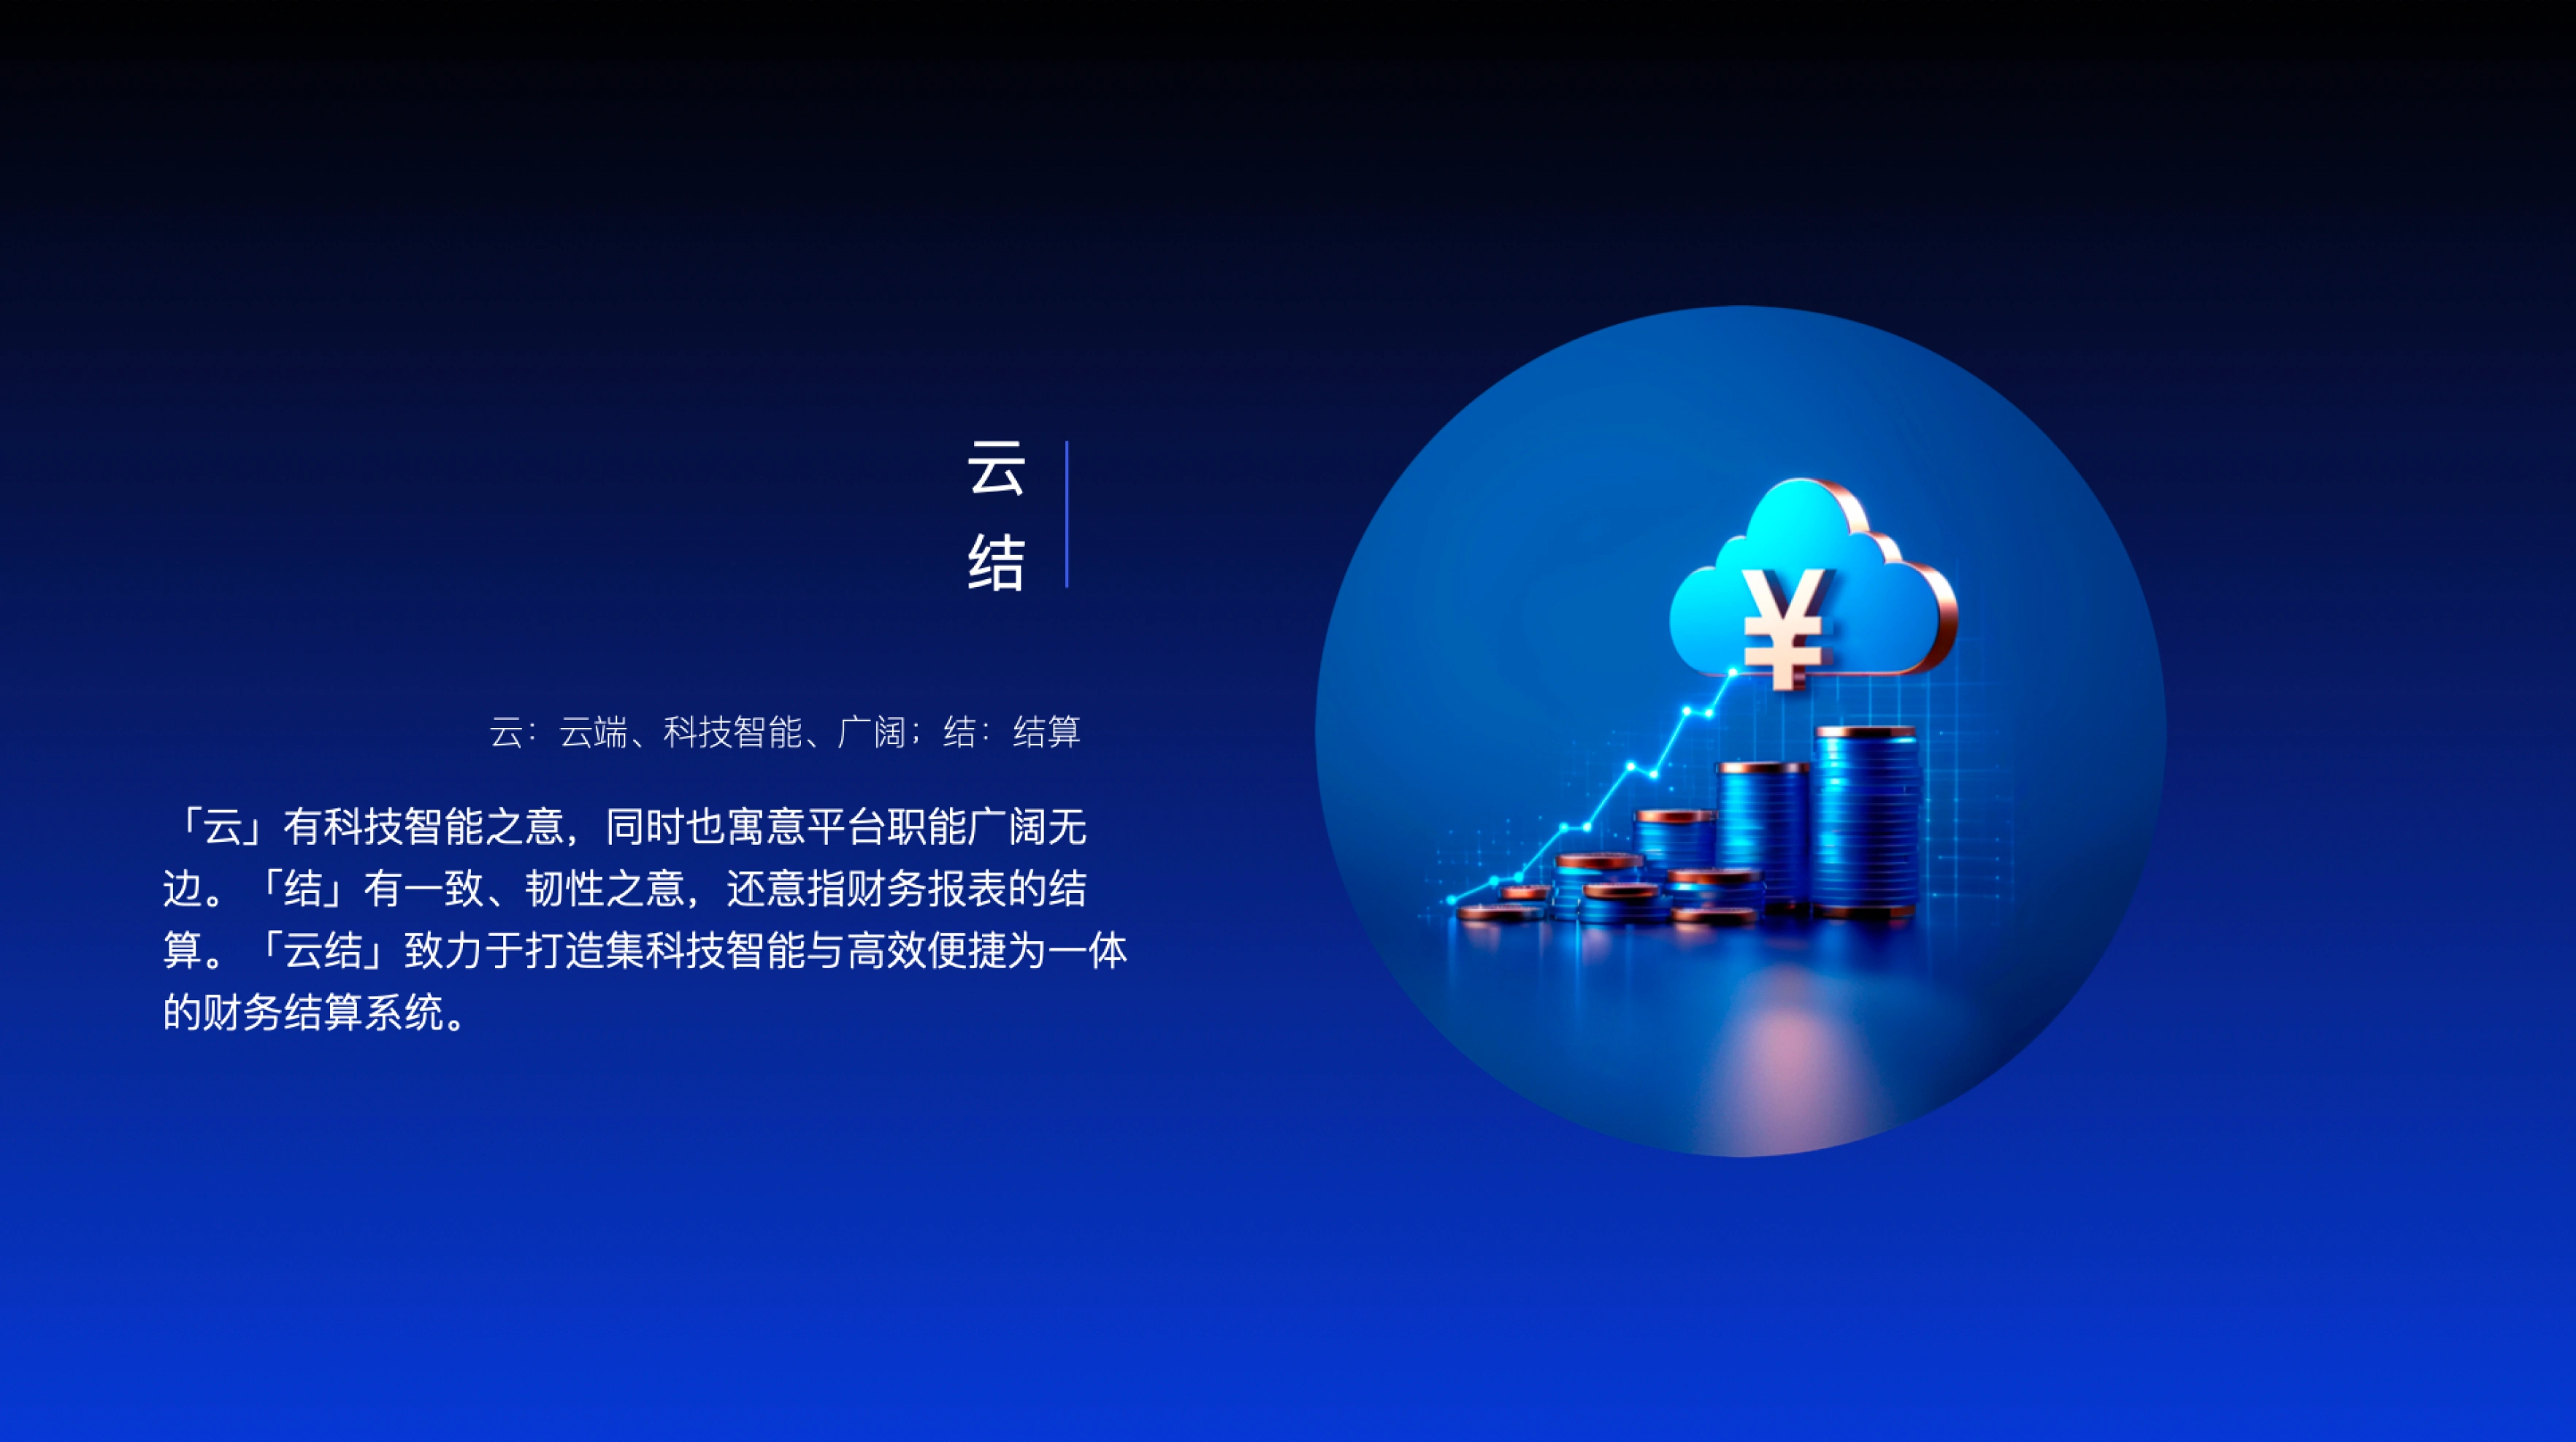 云
结
云：云端、科技智能、广阔；结：结算
「云」有科技智能之意，同时也寓意平台职能广阔无
边。「结」有一致、韧性之意，还意指财务报表的结
算。「云结」致力于打造集科技智能与高效便捷为一体
的财务结算系统。
¥